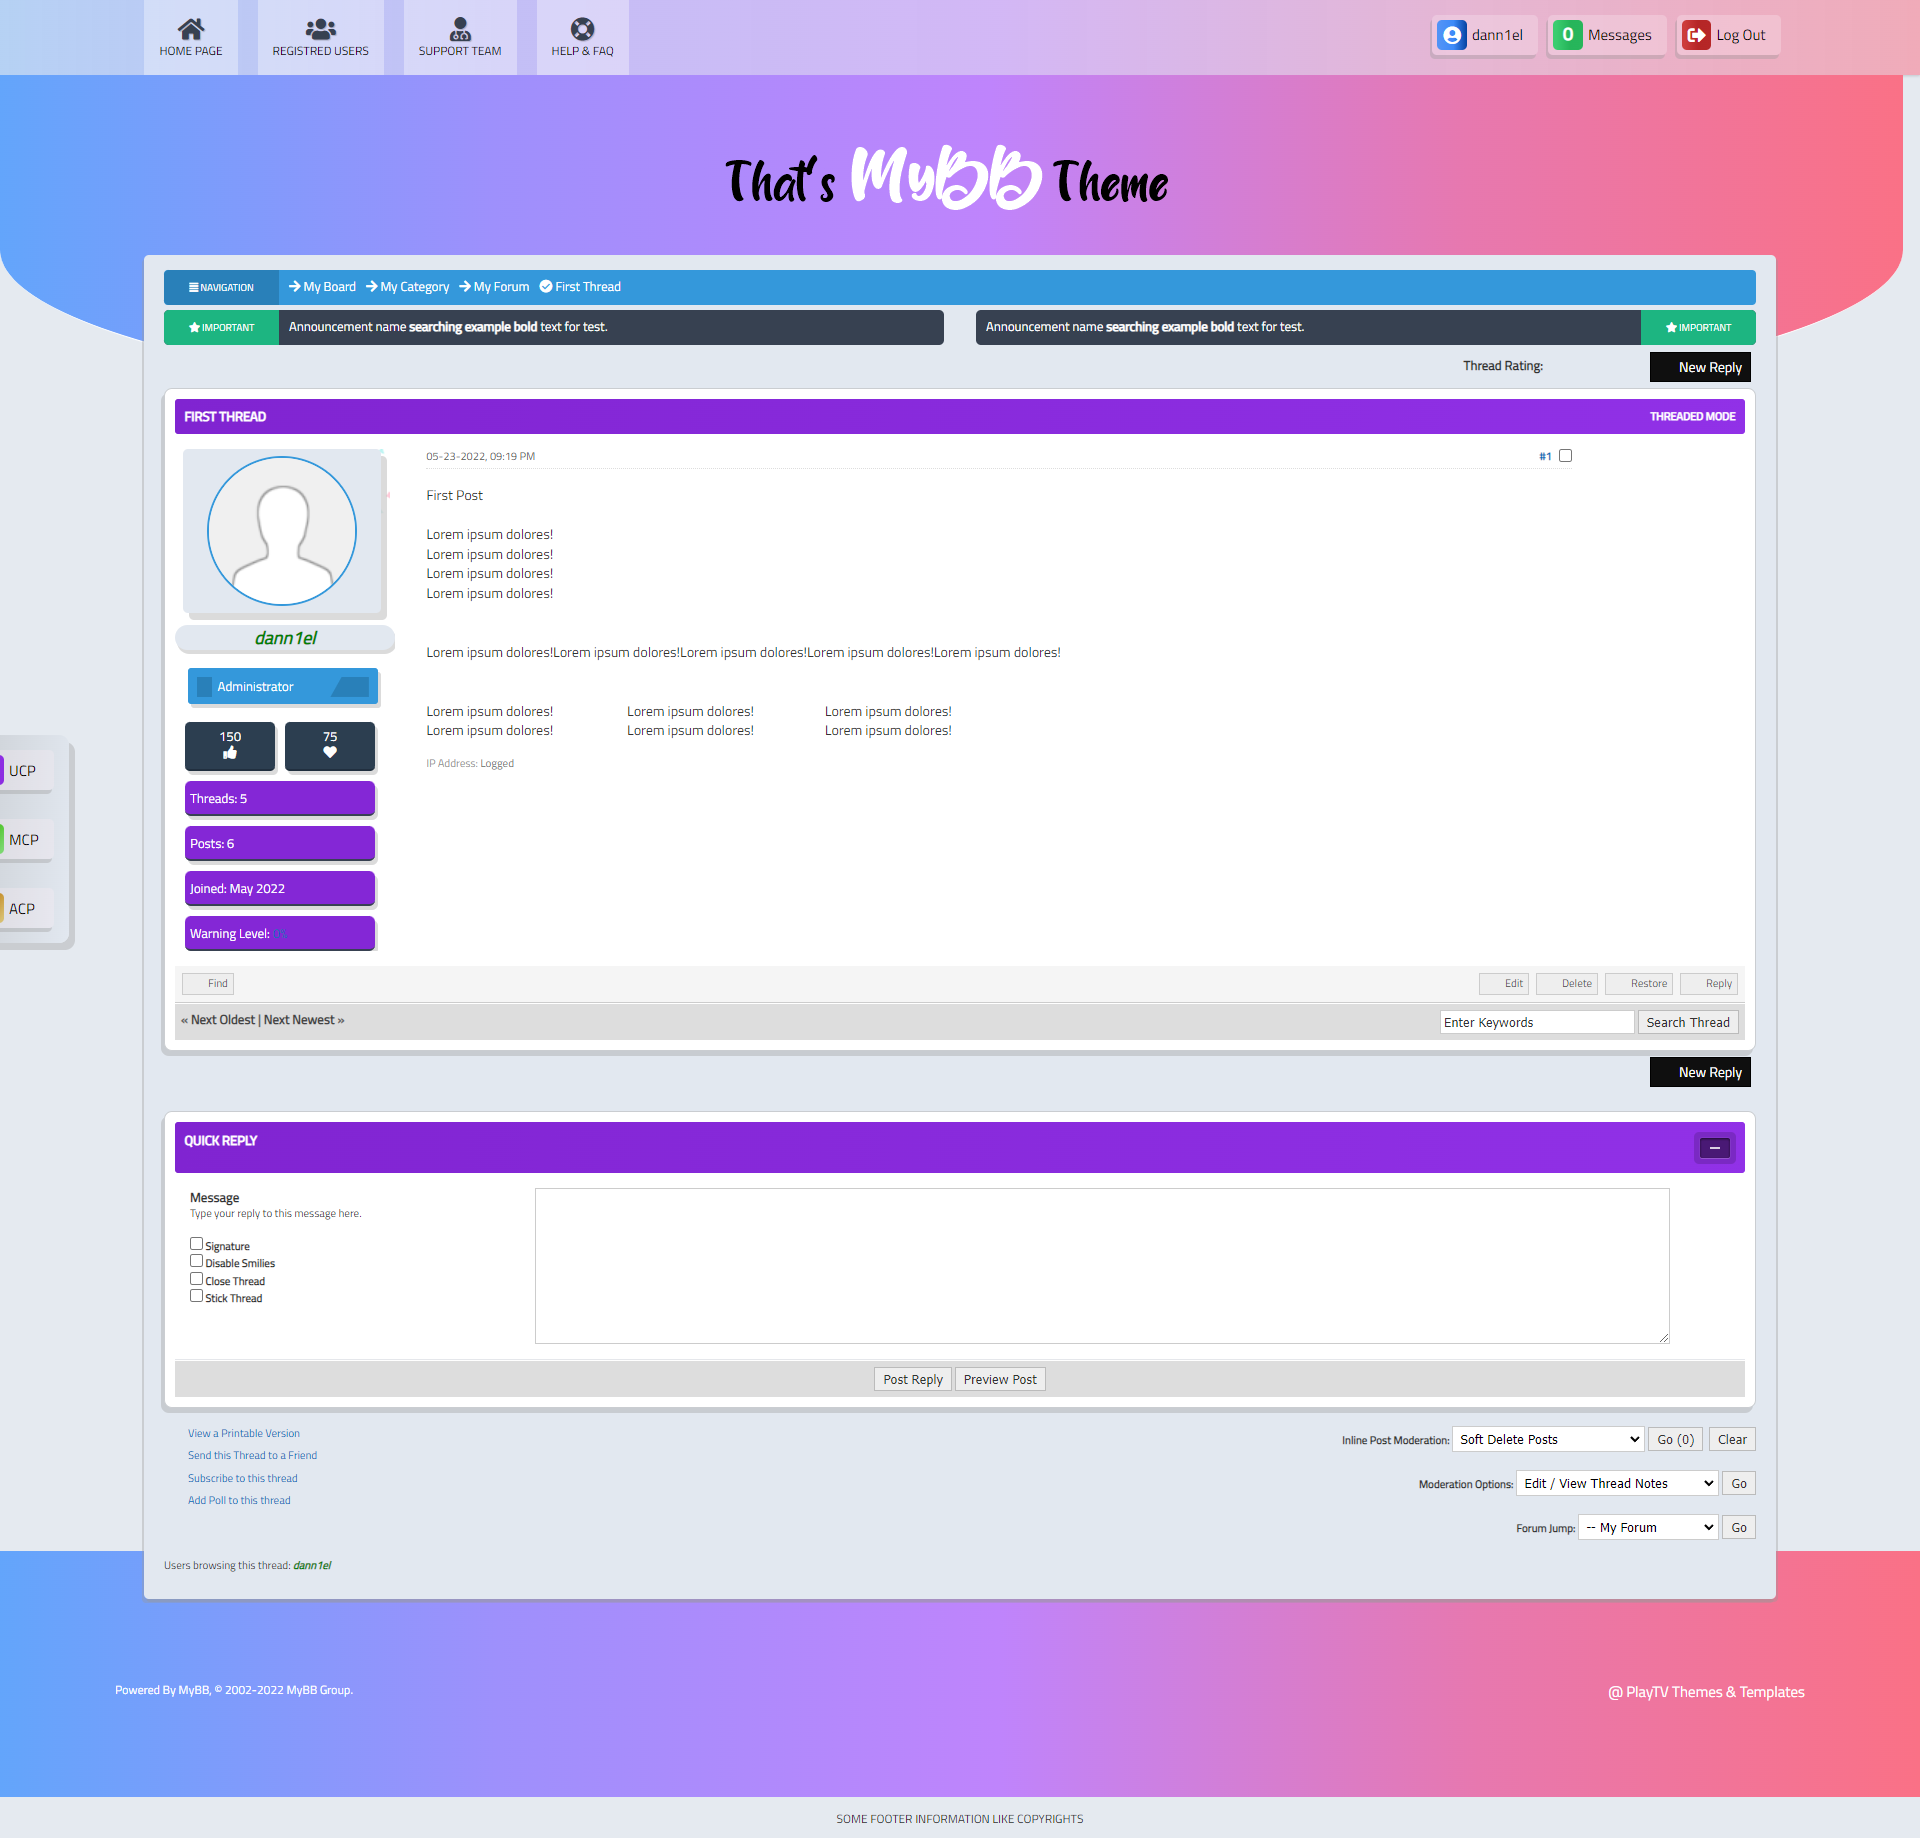 HOME PAGE
REGISTRED USERS
SUPPORT TEAM
HELP & FAQ
dann1el
0 Messages
Log Out
That's MyBB Theme
NAVIGATION
My Board
My Category
My Forum
First Thread
IMPORTANT
Announcement name searching example bold text for test.
Announcement name searching example bold text for test.
IMPORTANT
Thread Rating:
New Reply
FIRST THREAD
THREADED MODE
05-23-2022, 09:19 PM
#1
First Post
Lorem ipsum dolores!
Lorem ipsum dolores!
Lorem ipsum dolores!
Lorem ipsum dolores!
Lorem ipsum dolores!Lorem ipsum dolores!Lorem ipsum dolores!Lorem ipsum dolores!Lorem ipsum dolores!
Lorem ipsum dolores! Lorem ipsum dolores! Lorem ipsum dolores!
Lorem ipsum dolores! Lorem ipsum dolores! Lorem ipsum dolores!
IP Address: Logged
dann1el
Administrator
150
75
Threads: 5
Posts: 6
Joined: May 2022
Warning Level: 0%
UCP
MCP
ACP
Find
Edit
Delete
Restore
Reply
« Next Oldest | Next Newest »
Enter Keywords
Search Thread
New Reply
QUICK REPLY
Message
Type your reply to this message here.
Signature
Disable Smilies
Close Thread
Stick Thread
Post Reply
Preview Post
View a Printable Version
Send this Thread to a Friend
Subscribe to this thread
Add Poll to this thread
Inline Post Moderation: Soft Delete Posts Go (0) Clear
Moderation Options: Edit / View Thread Notes Go
Forum Jump: -- My Forum Go
Users browsing this thread: dann1el
Powered By MyBB, © 2002-2022 MyBB Group.
@ PlayTV Themes & Templates
SOME FOOTER INFORMATION LIKE COPYRIGHTS